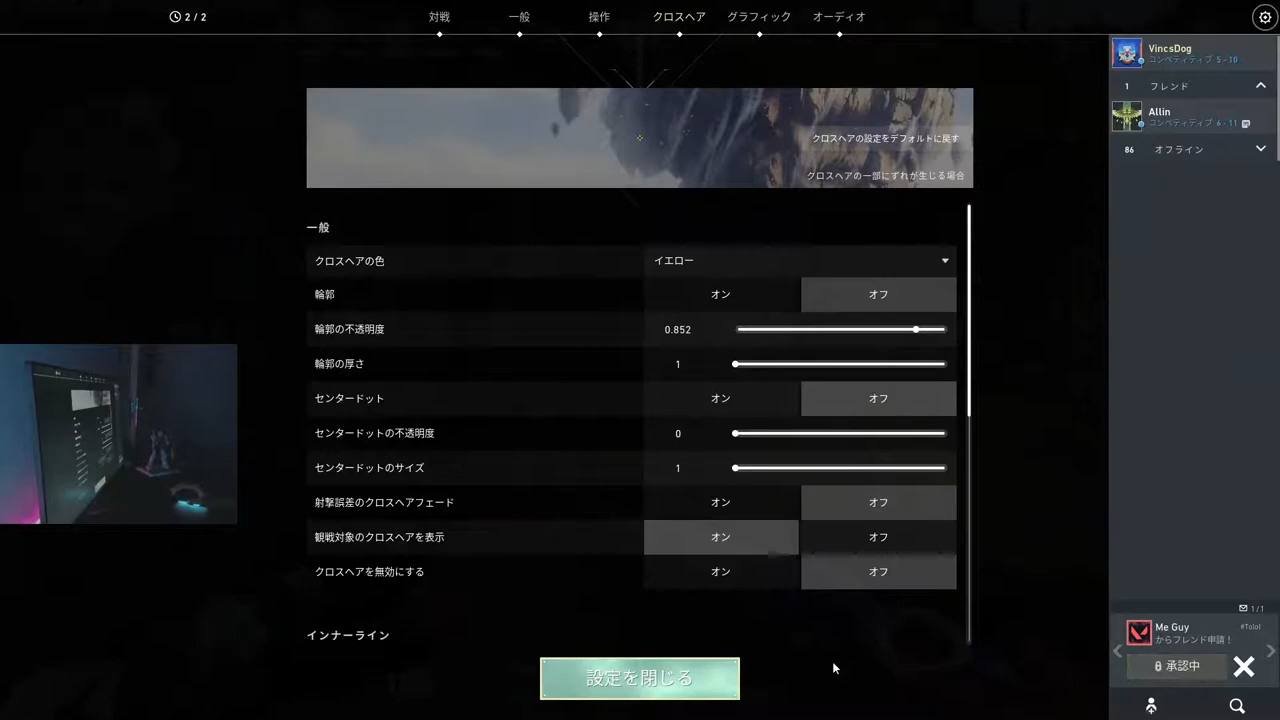 2 / 2
対戦
一般
操作
クロスヘア
グラフィック
オーディオ
クロスヘアの設定をデフォルトに戻す
クロスヘアの一部にずれが生じる場合
一般
クロスヘアの色 イエロー
輪郭 オン オフ
輪郭の不透明度 0.852
輪郭の厚さ 1
センタードット オン オフ
センタードットの不透明度 0
センタードットのサイズ 1
射撃誤差のクロスヘアフェード オン オフ
観戦対象のクロスヘアを表示 オン オフ
クロスヘアを無効にする オン オフ
インナーライン
設定を閉じる
VincsDog
コンペティティブ 5 - 10
1 フレンド
Allin
コンペティティブ 6 - 11
86 オフライン
1/1
Me Guy #Tolol
からフレンド申請！
承認中